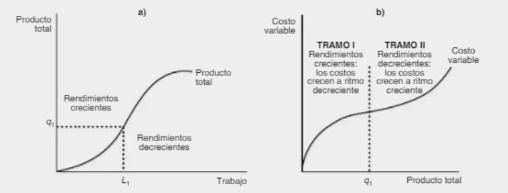 a)
Producto
total
Producto
total
Rendimientos
crecientes
q1
Rendimientos
decrecientes
L1
Trabajo
b)
Costo
variable
TRAMO I
Rendimientos
crecientes:
los costos
crecen a ritmo
decreciente
TRAMO II
Rendimientos
decrecientes:
los costos
crecen a ritmo
creciente
Costo
variable
q1
Producto total